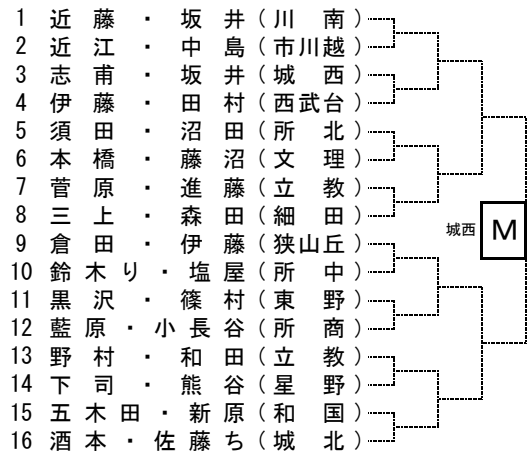 1 近藤・坂井(川南)
2 近江・中島(市川越)
3 志甫・坂井(城西)
4 伊藤・田村(西武台)
5 須田・沼田(所北)
6 本橋・藤沼(文理)
7 菅原・進藤(立教)
8 三上・森田(細田)
9 倉田・伊藤(狭山丘)
10 鈴木り・塩屋(所中)
11 黒沢・篠村(東野)
12 藍原・小長谷(所商)
13 野村・和田(立教)
14 下司・熊谷(星野)
15 五木田・新原(和国)
16 酒本・佐藤ち(城北)
城西 M